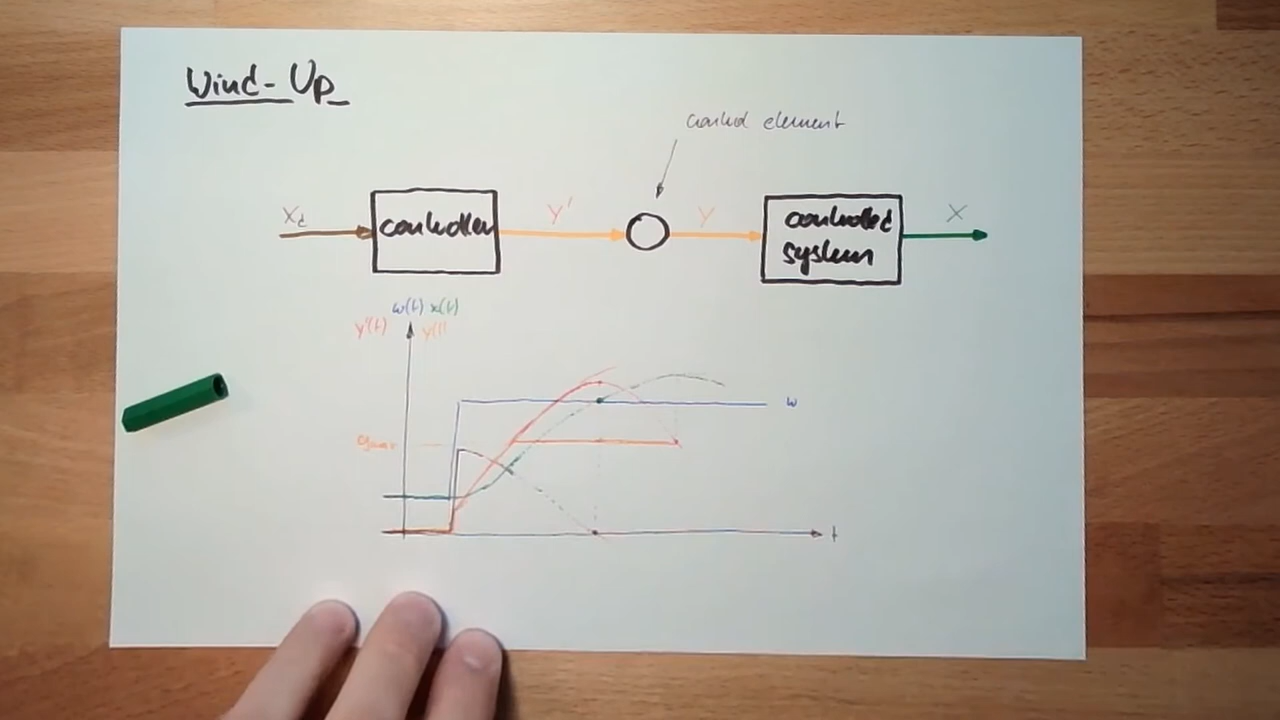 Wind-Up
control element
X_d
controller
Y'
Y
controlled
system
X
w(t) x(t)
y'(t) y(t)
w
t